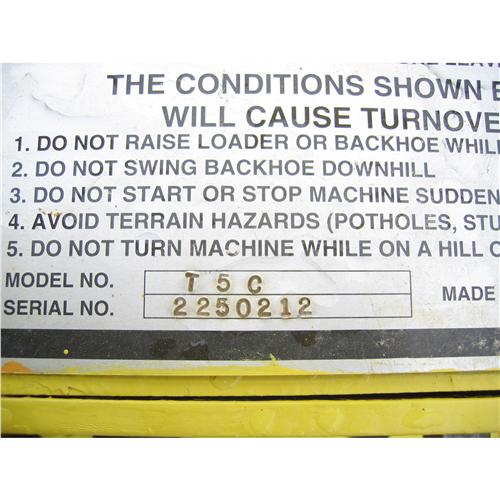 THE CONDITIONS SHOWN
WILL CAUSE TURNOVE
1. DO NOT RAISE LOADER OR BACKHOE WHIL
2. DO NOT SWING BACKHOE DOWNHILL
3. DO NOT START OR STOP MACHINE SUDDEN
4. AVOID TERRAIN HAZARDS (POTHOLES, STU
5. DO NOT TURN MACHINE WHILE ON A HILL
MODEL NO. T 5 C MADE
SERIAL NO. 2250212